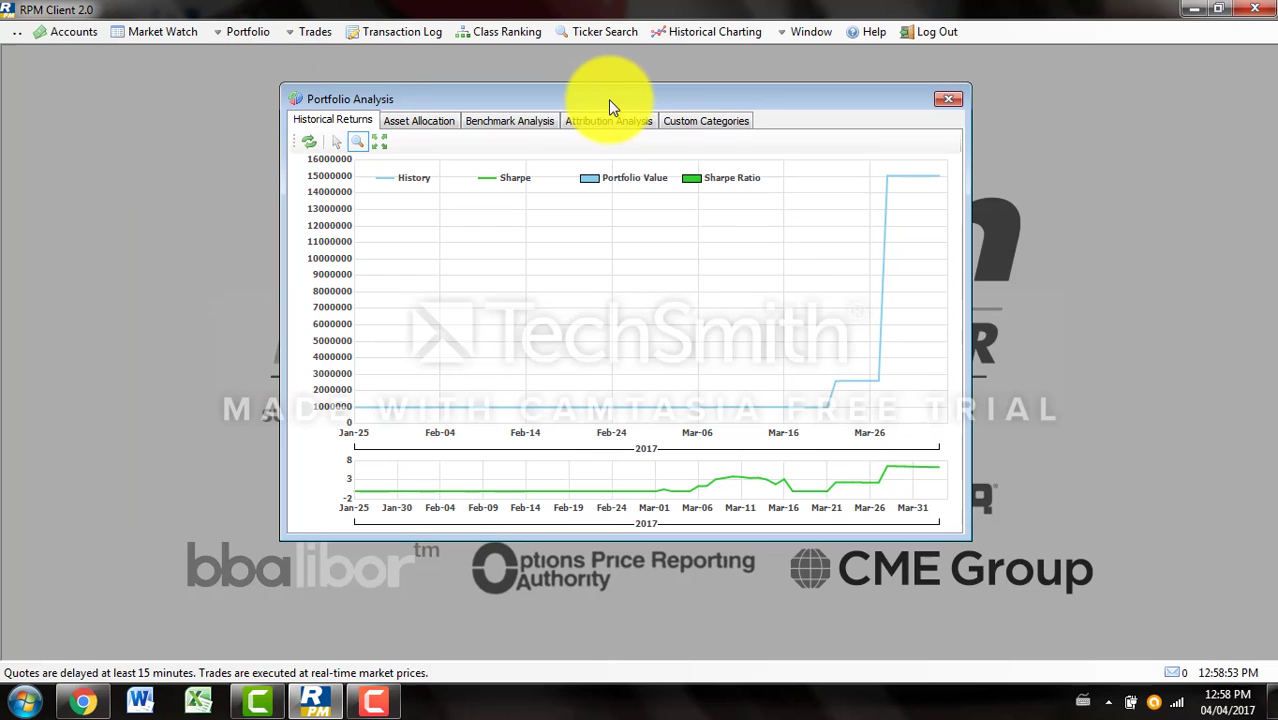 RPM Client 2.0
Accounts Market Watch Portfolio Trades Transaction Log Class Ranking Ticker Search Historical Charting Window Help Log Out
Portfolio Analysis
Historical Returns Asset Allocation Benchmark Analysis Attribution Analysis Custom Categories
16000000
History Sharpe Portfolio Value Sharpe Ratio
15000000
14000000
13000000
12000000
11000000
10000000
9000000
8000000
7000000
6000000
5000000
4000000
3000000
2000000
1000000
0
TechSmith
MADE WITH CAMTASIA FREE TRIAL
Jan-25 Feb-04 Feb-14 Feb-24 Mar-06 Mar-16 Mar-26
2017
8
3
-2
Jan-25 Jan-30 Feb-04 Feb-09 Feb-14 Feb-19 Feb-24 Mar-01 Mar-06 Mar-11 Mar-16 Mar-21 Mar-26 Mar-31
2017
bbalibor™
Options Price Reporting
Authority
CME Group
Quotes are delayed at least 15 minutes. Trades are executed at real-time market prices.
0 12:58:53 PM
12:58 PM
04/04/2017